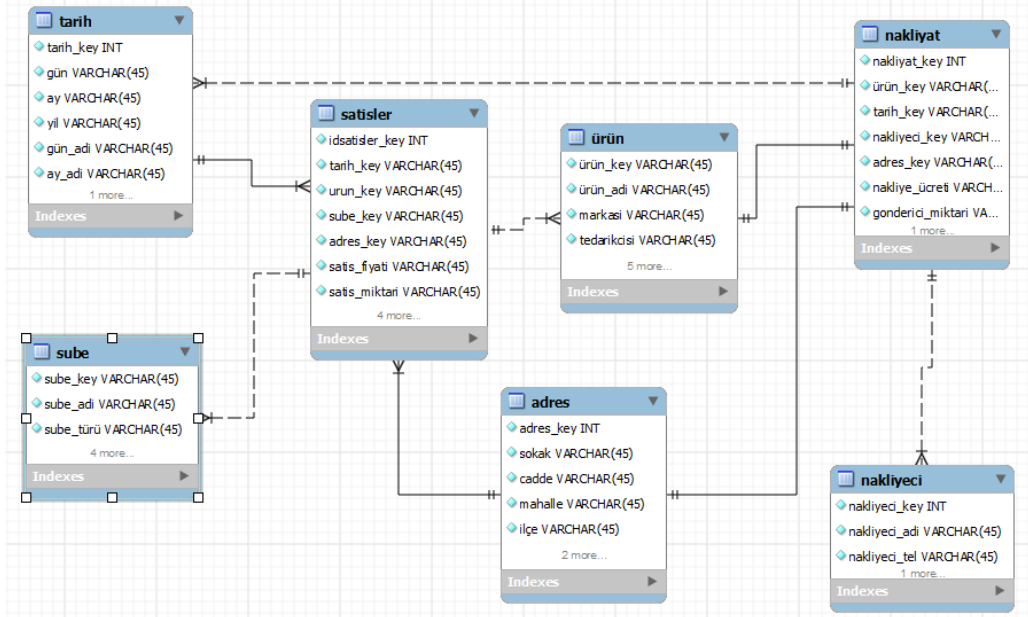 tarih
tarih_key INT
gün VARCHAR(45)
ay VARCHAR(45)
yil VARCHAR(45)
gün_adi VARCHAR(45)
ay_adi VARCHAR(45)
1 more...
Indexes
satisler
idsatisler_key INT
tarih_key VARCHAR(45)
urun_key VARCHAR(45)
sube_key VARCHAR(45)
adres_key VARCHAR(45)
satis_fiyati VARCHAR(45)
satis_miktari VARCHAR(45)
4 more...
Indexes
ürün
ürün_key VARCHAR(45)
ürün_adi VARCHAR(45)
markasi VARCHAR(45)
tedarikcisi VARCHAR(45)
5 more...
Indexes
nakliyat
nakliyat_key INT
ürün_key VARCHAR(...
tarih_key VARCHAR(...
nakliyeci_key VARCH...
adres_key VARCHAR(...
nakliye_ücreti VARCH...
gonderici_miktari VA...
1 more...
Indexes
sube
sube_key VARCHAR(45)
sube_adi VARCHAR(45)
sube_türü VARCHAR(45)
4 more...
Indexes
adres
adres_key INT
sokak VARCHAR(45)
cadde VARCHAR(45)
mahalle VARCHAR(45)
ilçe VARCHAR(45)
2 more...
Indexes
nakliyeci
nakliyeci_key INT
nakliyeci_adi VARCHAR(45)
nakliyeci_tel VARCHAR(45)
1 more...
Indexes